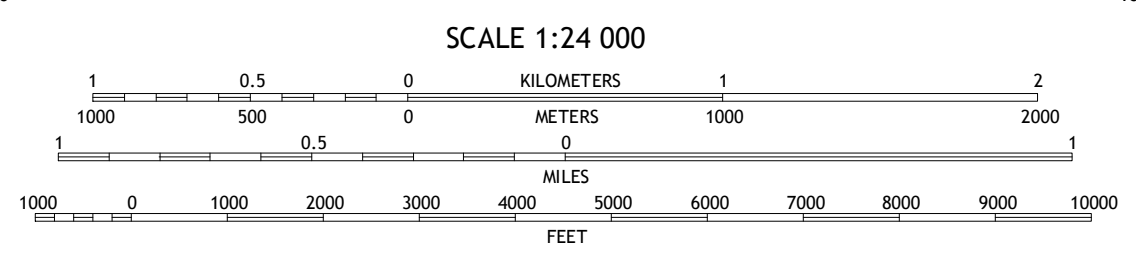 SCALE 1:24 000
1 0.5 0 KILOMETERS 1 2
1000 500 0 METERS 1000 2000
1 0.5 0 1
MILES
1000 0 1000 2000 3000 4000 5000 6000 7000 8000 9000 10000
FEET